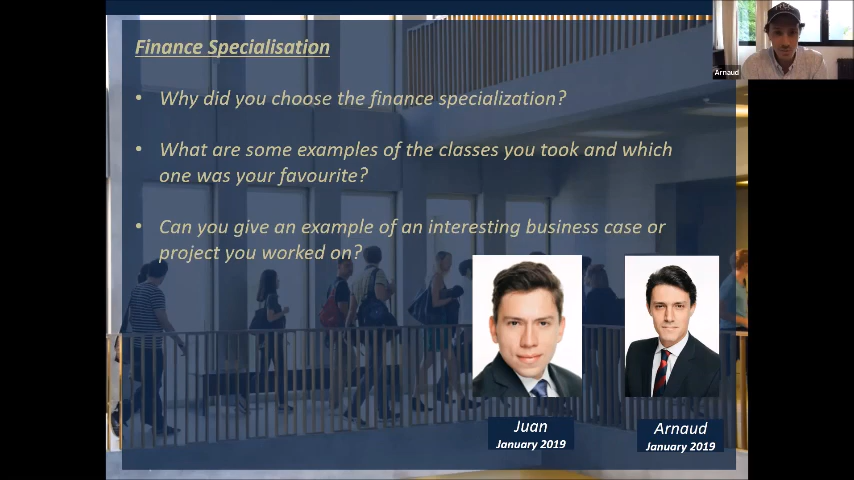 Finance Specialisation
Arnaud
• Why did you choose the finance specialization?
• What are some examples of the classes you took and which
one was your favourite?
• Can you give an example of an interesting business case or
project you worked on?
Juan
January 2019
Arnaud
January 2019